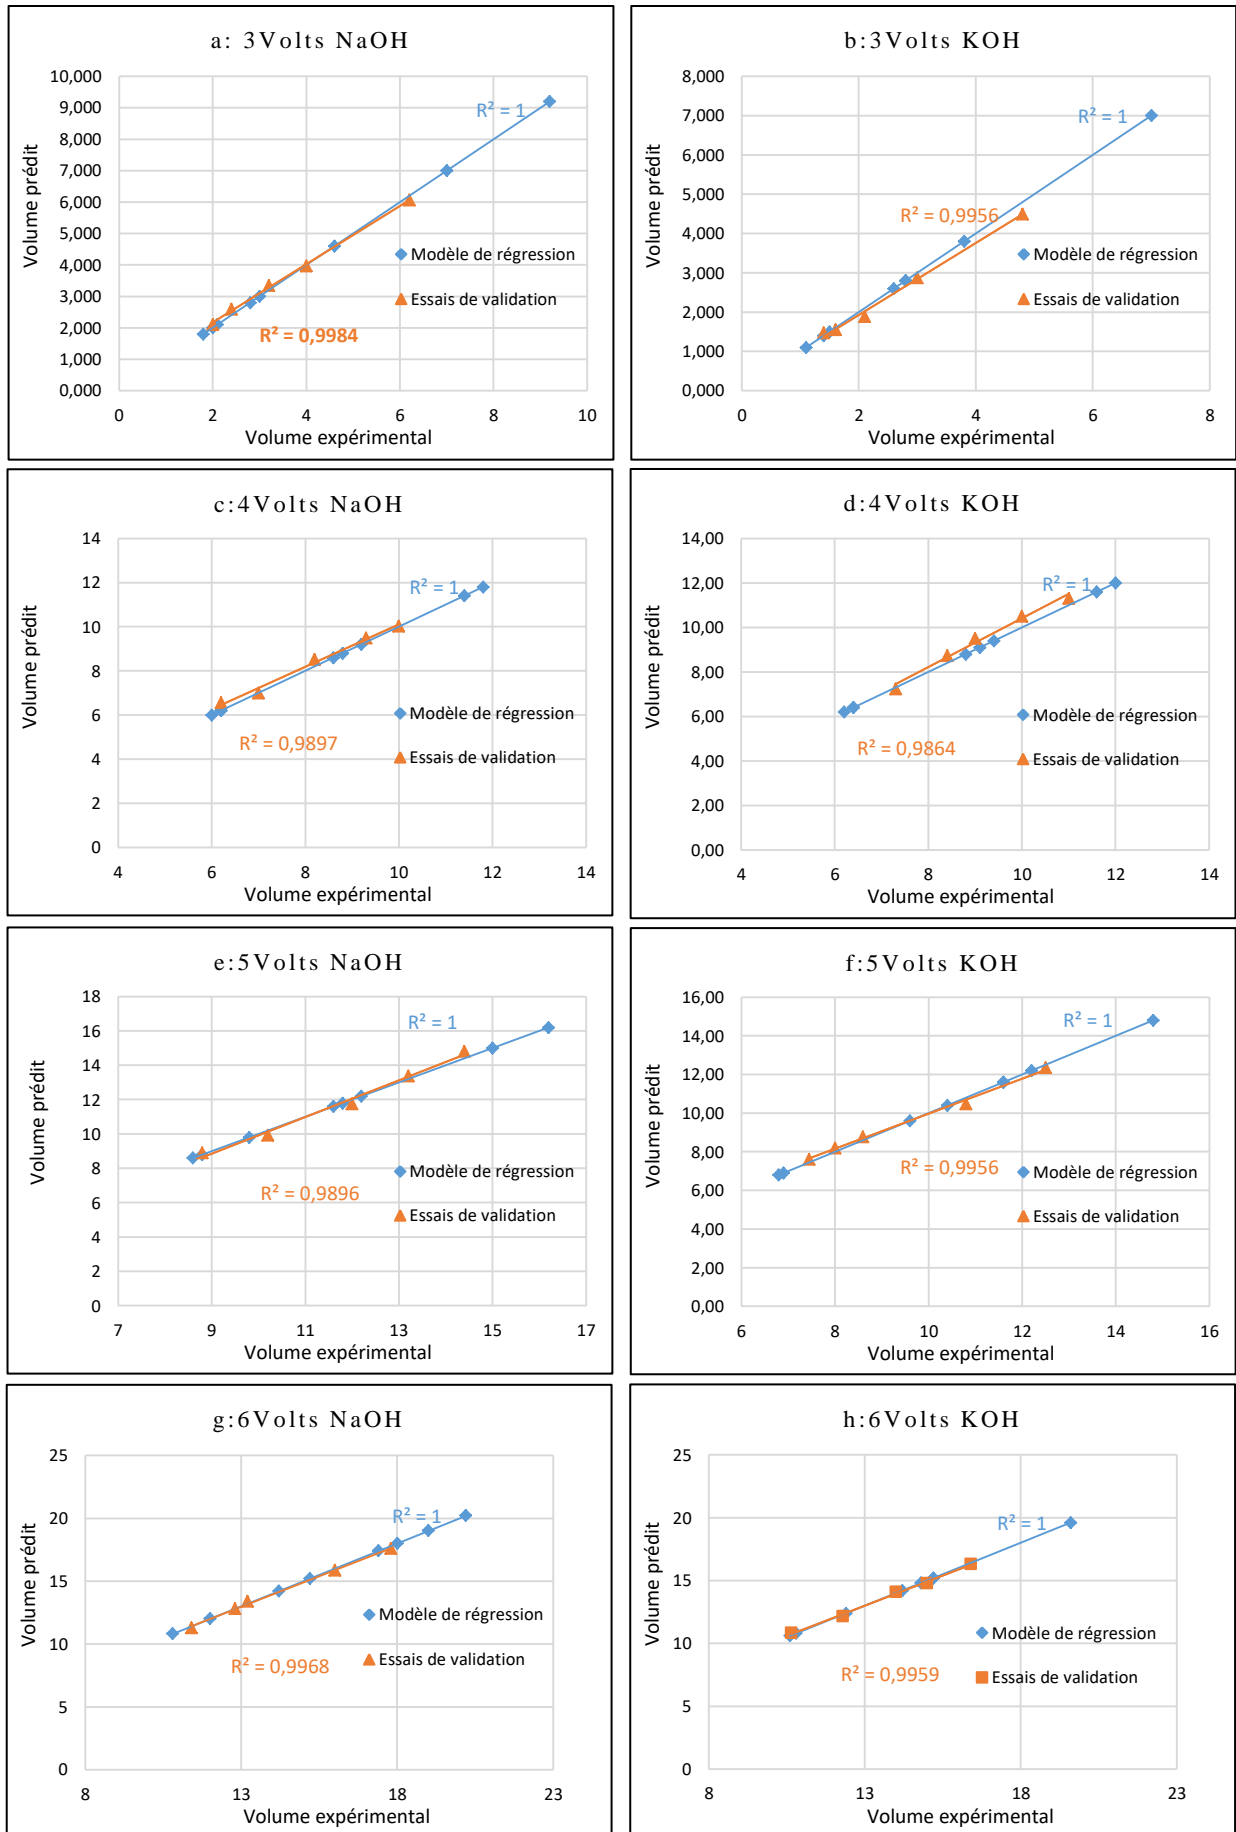 a: 3Volts NaOH
10,000
9,000
8,000
7,000
6,000
5,000
4,000
3,000
2,000
1,000
0,000
Volume prédit
R² = 1
R² = 0,9984
Modèle de régression
Essais de validation
0 2 4 6 8 10
Volume expérimental
b:3Volts KOH
8,000
7,000
6,000
5,000
4,000
3,000
2,000
1,000
0,000
Volume prédit
R² = 1
R² = 0,9956
Modèle de régression
Essais de validation
0 2 4 6 8
Volume expérimental
c:4Volts NaOH
14
12
10
8
6
4
2
0
Volume prédit
R² = 1
R² = 0,9897
Modèle de régression
Essais de validation
4 6 8 10 12 14
Volume expérimental
d:4Volts KOH
14,00
12,00
10,00
8,00
6,00
4,00
2,00
0,00
Volume prédit
R² = 1
R² = 0,9864
Modèle de régression
Essais de validation
4 6 8 10 12 14
Volume expérimental
e:5Volts NaOH
18
16
14
12
10
8
6
4
2
0
Volume prédit
R² = 1
R² = 0,9896
Modèle de régression
Essais de validation
7 9 11 13 15 17
Volume expérimental
f:5Volts KOH
16,00
14,00
12,00
10,00
8,00
6,00
4,00
2,00
0,00
Volume prédit
R² = 1
R² = 0,9956
Modèle de régression
Essais de validation
6 8 10 12 14 16
Volume expérimental
g:6Volts NaOH
25
20
15
10
5
0
Volume prédit
R² = 1
R² = 0,9968
Modèle de régression
Essais de validation
8 13 18 23
Volume expérimental
h:6Volts KOH
25
20
15
10
5
0
Volume prédit
R² = 1
R² = 0,9959
Modèle de régression
Essais de validation
8 13 18 23
Volume expérimental